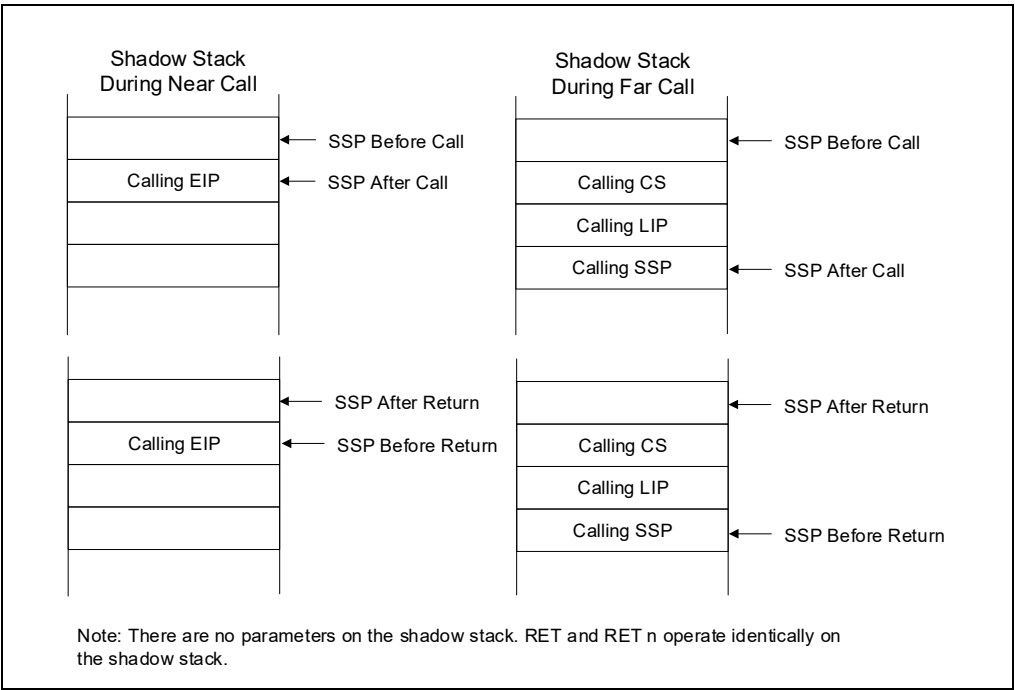 Shadow Stack
During Near Call
SSP Before Call
Calling EIP
SSP After Call
Shadow Stack
During Far Call
SSP Before Call
Calling CS
Calling LIP
Calling SSP
SSP After Call
SSP After Return
Calling EIP
SSP Before Return
SSP After Return
Calling CS
Calling LIP
Calling SSP
SSP Before Return
Note: There are no parameters on the shadow stack. RET and RET n operate identically on
the shadow stack.